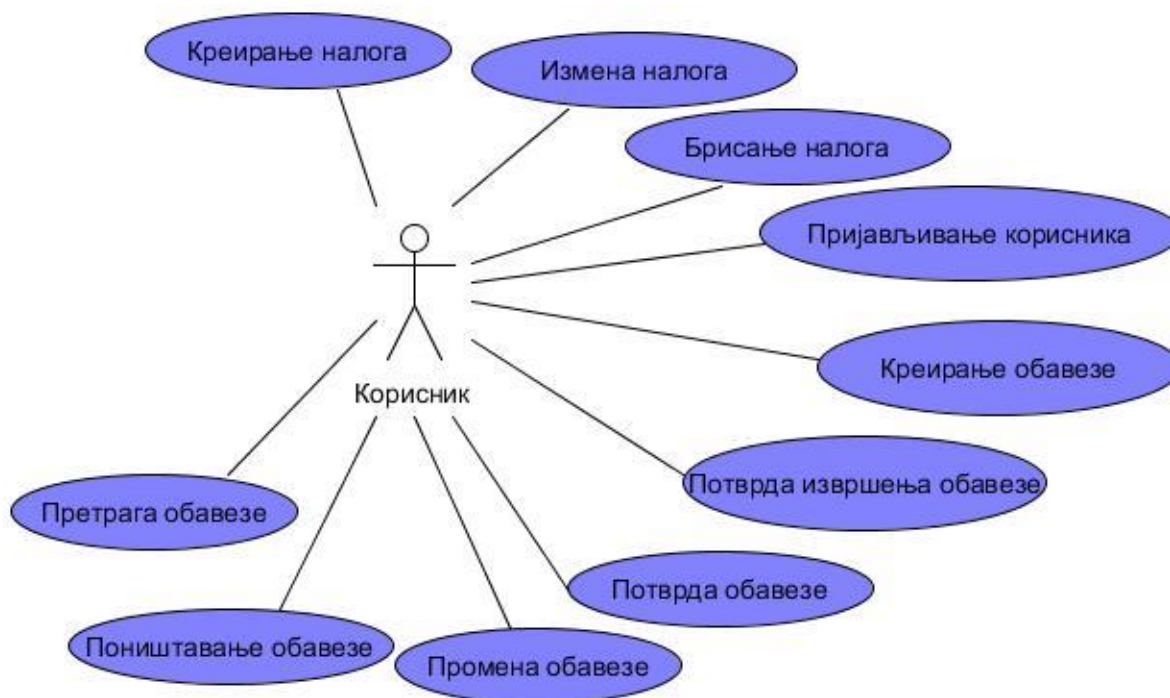 Креирање налога
Измена налога
Брисање налога
Пријављивање корисника
Креирање обавезе
Корисник
Потврда извршења обавезе
Претрага обавезе
Потврда обавезе
Поништавање обавезе
Промена обавезе